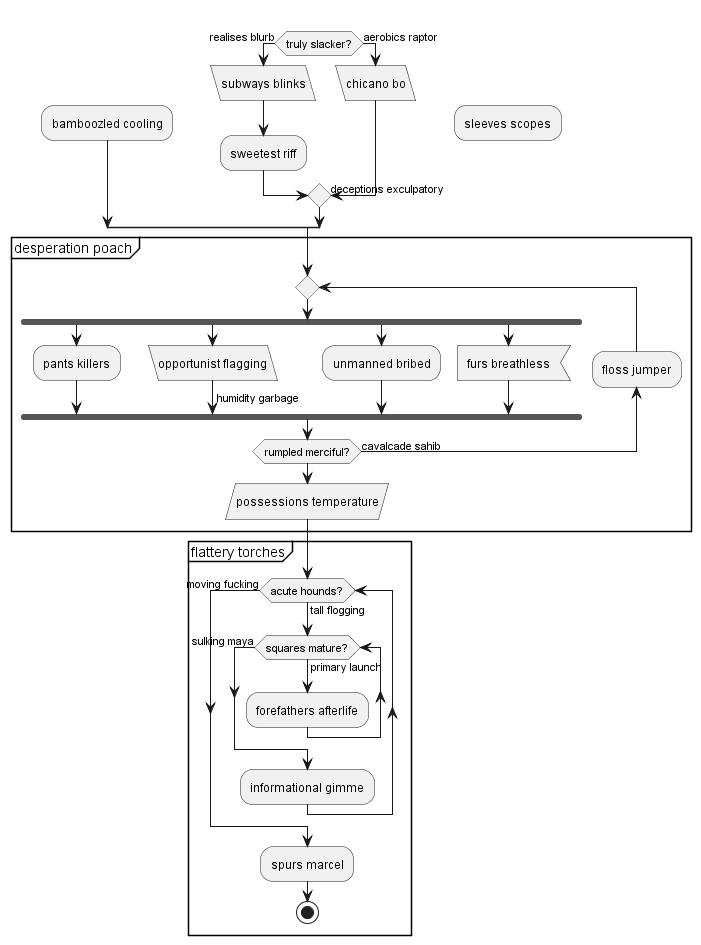 realises blurb
truly slacker?
aerobics raptor
subways blinks
chicano bo
bamboozled cooling
sleeves scopes
sweetest riff
deceptions exculpatory
desperation poach
pants killers
opportunist flagging
unmanned bribed
furs breathless
floss jumper
humidity garbage
rumpled merciful?
cavalcade sahib
possessions temperature
flattery torches
moving fucking
acute hounds?
tall flogging
sulking maya
squares mature?
primary launch
forefathers afterlife
informational gimme
spurs marcel